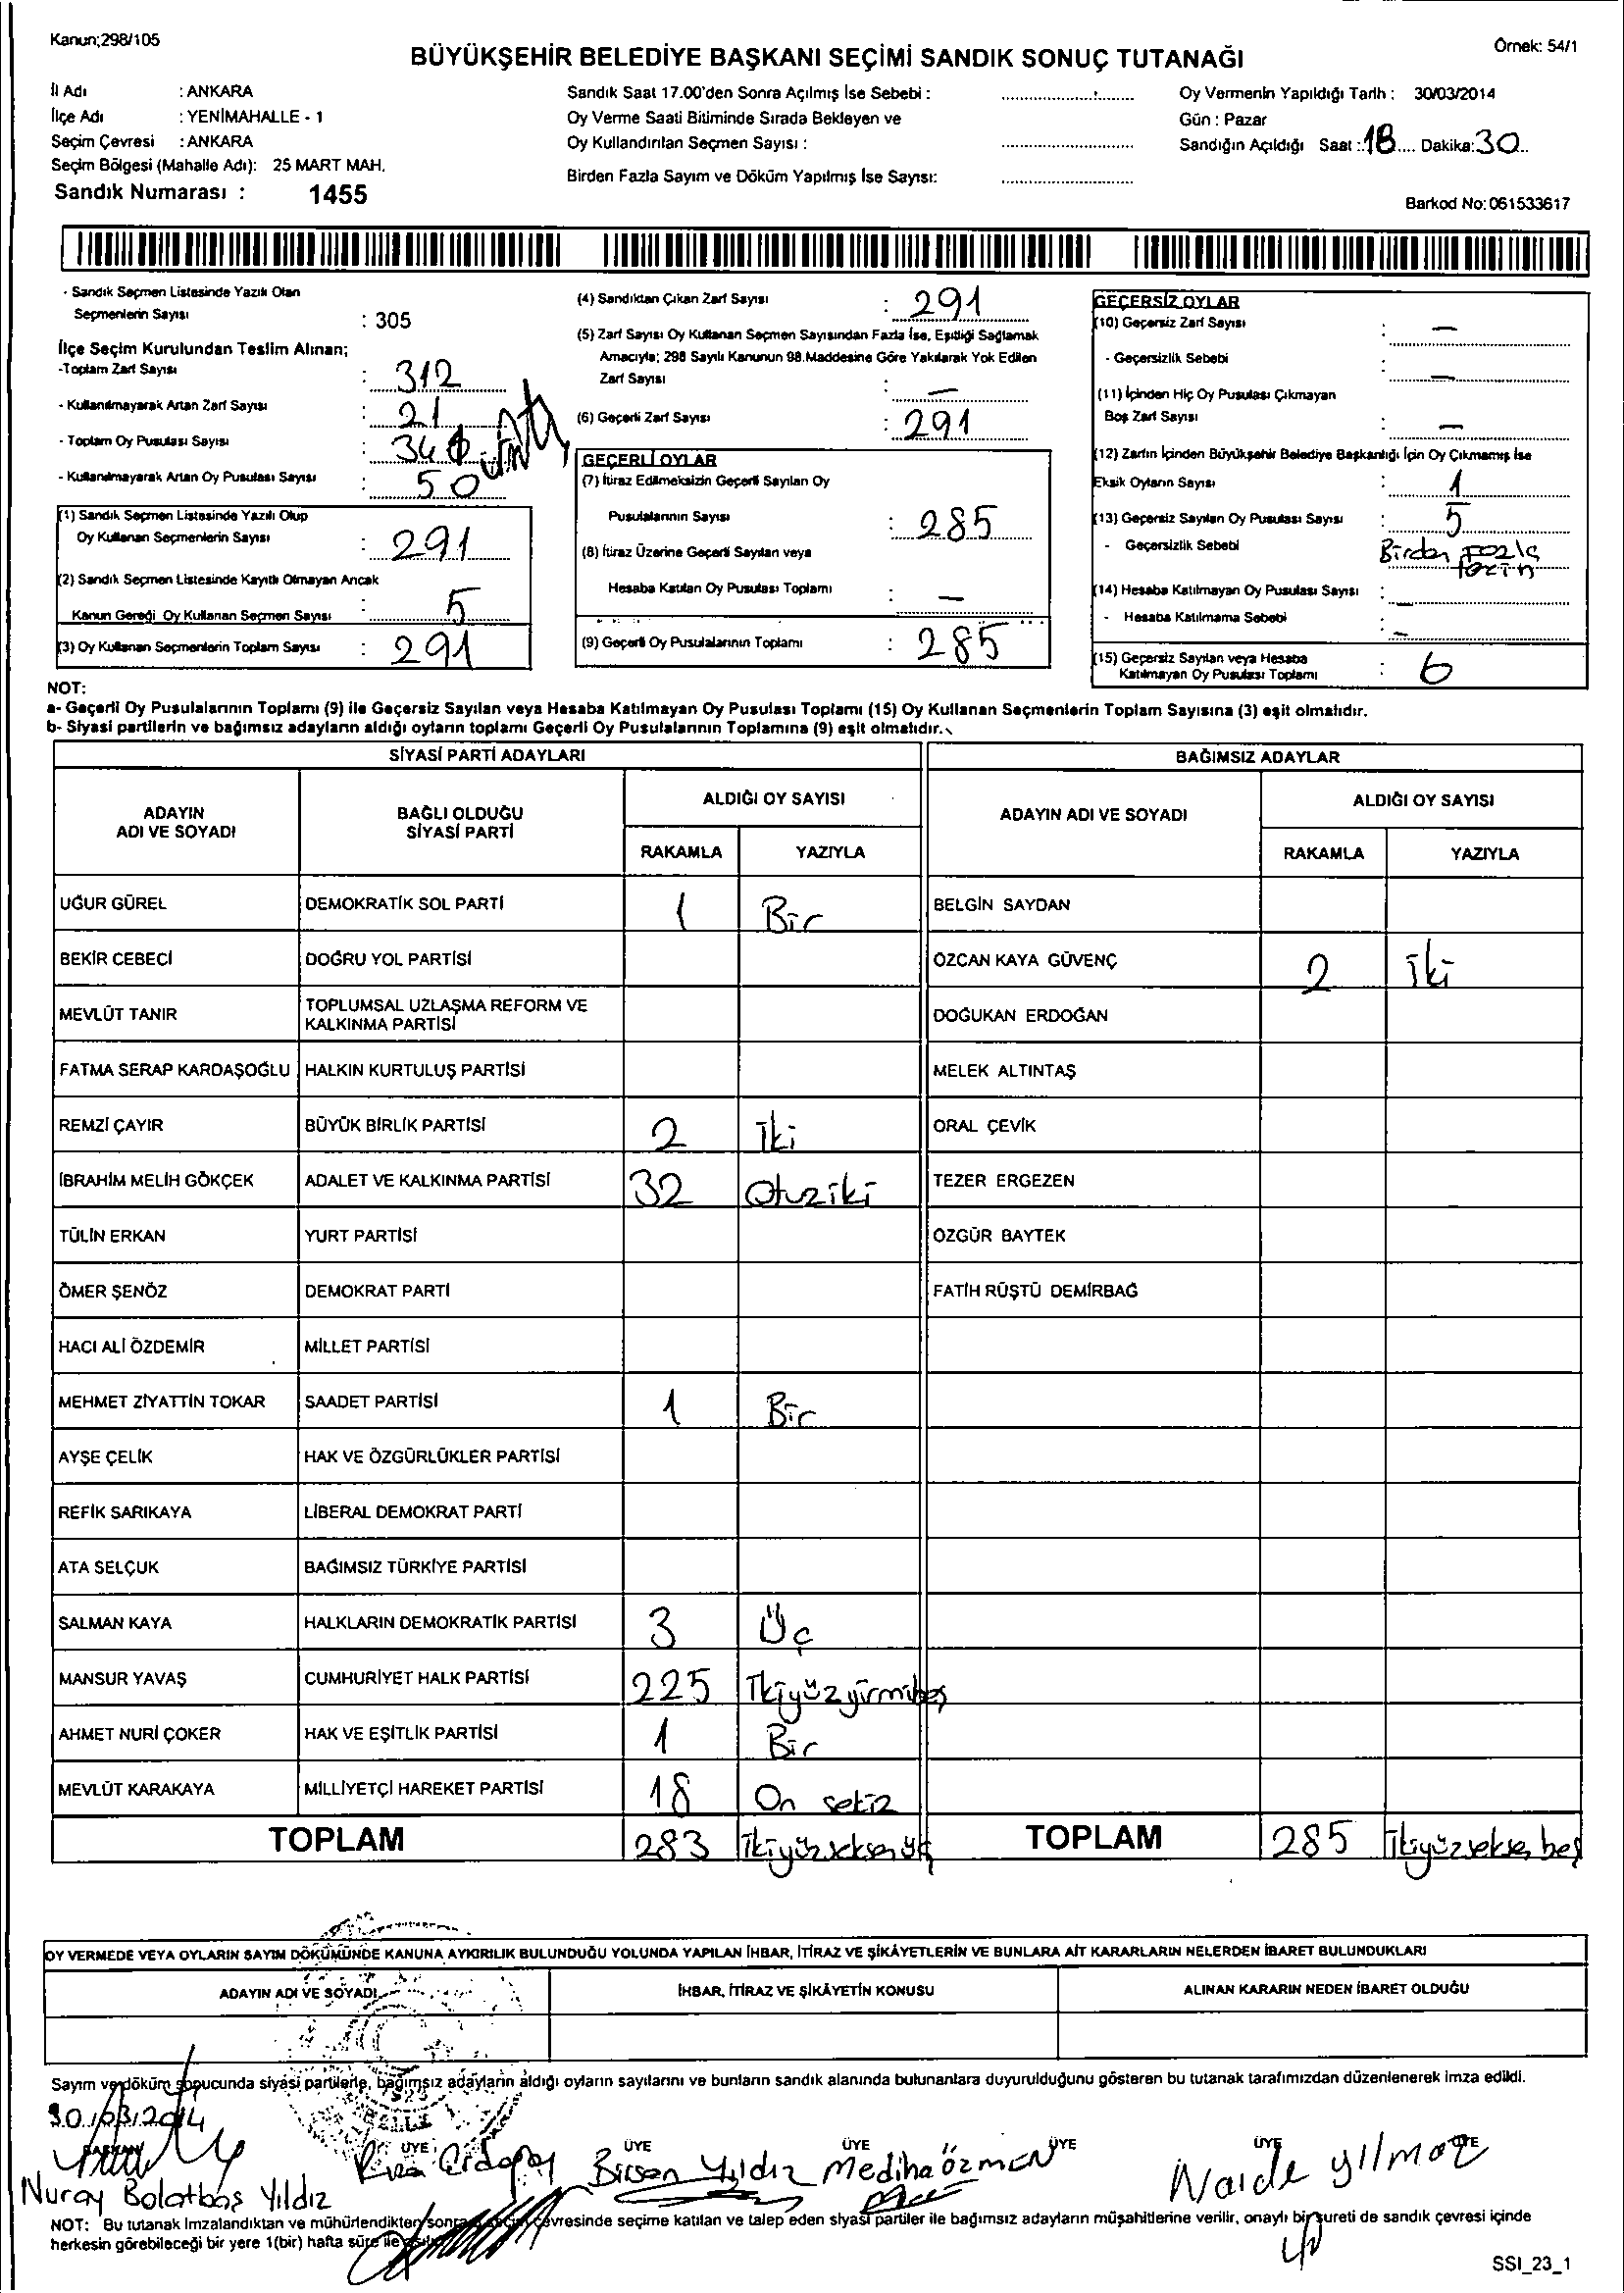 Kanun;298/105
Örnek: 54/1
BÜYÜKŞEHİR BELEDİYE BAŞKANI SEÇİMİ SANDIK SONUÇ TUTANAĞI
İl Adı : ANKARA
İlçe Adı : YENİMAHALLE - 1
Seçim Çevresi : ANKARA
Seçim Bölgesi (Mahalle Adı): 25 MART MAH.
Sandık Numarası : 1455
Sandık Saat 17.00'den Sonra Açılmış İse Sebebi :
Oy Verme Saati Bitiminde Sırada Bekleyen ve
Oy Kullandırılan Seçmen Sayısı :
Birden Fazla Sayım ve Döküm Yapılmış İse Sayısı:
Oy Vermenin Yapıldığı Tarih : 30/03/2014
Gün : Pazar
Sandığın Açıldığı Saat : 18 Dakika: 30
Barkod No: 061533617
- Sandık Seçmen Listesinde Yazılı Olan
Seçmenlerin Sayısı : 305
İlçe Seçim Kurulundan Teslim Alınan;
-Toplam Zarf Sayısı : 312
- Kullanılmayarak Artan Zarf Sayısı : 21
- Toplam Oy Pusulası Sayısı :
- Kullanılmayarak Artan Oy Pusulası Sayısı : 50
(1) Sandık Seçmen Listesinde Yazılı Olup
Oy Kullanan Seçmenlerin Sayısı : 291
(2) Sandık Seçmen Listesinde Kayıtlı Olmayan Ancak
Kanun Gereği Oy Kullanan Seçmen Sayısı : 5
(3) Oy Kullanan Seçmenlerin Toplam Sayısı : 291
(4) Sandıktan Çıkan Zarf Sayısı : 291
(5) Zarf Sayısı Oy Kullanan Seçmen Sayısından Fazla İse, Eşitliği Sağlamak
Amacıyla; 298 Sayılı Kanunun 98.Maddesine Göre Yakılarak Yok Edilen
Zarf Sayısı : —
(6) Geçerli Zarf Sayısı : 291
GEÇERLİ OYLAR
(7) İtiraz Edilmeksizin Geçerli Sayılan Oy
Pusulalarının Sayısı : 285
(8) İtiraz Üzerine Geçerli Sayılan veya
Hesaba Katılan Oy Pusulası Toplamı : —
(9) Geçerli Oy Pusulalarının Toplamı : 285
GEÇERSİZ OYLAR
(10) Geçersiz Zarf Sayısı : —
- Geçersizlik Sebebi : —
(11) İçinden Hiç Oy Pusulası Çıkmayan
Boş Zarf Sayısı : —
(12) Zarfın İçinden Büyükşehir Belediye Başkanlığı İçin Oy Çıkmamış İse
Eksik Oyların Sayısı : 1
(13) Geçersiz Sayılan Oy Pusulası Sayısı : 5
- Geçersizlik Sebebi Birden Fazla
(14) Hesaba Katılmayan Oy Pusulası Sayısı : —
- Hesaba Katılmama Sebebi : —
(15) Geçersiz Sayılan veya Hesaba
Katılmayan Oy Pusulası Toplamı : 6
NOT:
a- Geçerli Oy Pusulalarının Toplamı (9) ile Geçersiz Sayılan veya Hesaba Katılmayan Oy Pusulası Toplamı (15) Oy Kullanan Seçmenlerin Toplam Sayısına (3) eşit olmalıdır.
b- Siyasi partilerin ve bağımsız adayların aldığı oyların toplamı Geçerli Oy Pusulalarının Toplamına (9) eşit olmalıdır.
SİYASİ PARTİ ADAYLARI
ADAYIN
ADI VE SOYADI
BAĞLI OLDUĞU
SİYASİ PARTİ
ALDIĞI OY SAYISI
RAKAMLA YAZIYLA
UĞUR GÜREL DEMOKRATİK SOL PARTİ 1 Bir
BEKİR CEBECİ DOĞRU YOL PARTİSİ
MEVLÜT TANIR TOPLUMSAL UZLAŞMA REFORM VE
KALKINMA PARTİSİ
FATMA SERAP KARDAŞOĞLU HALKIN KURTULUŞ PARTİSİ
REMZİ ÇAYIR BÜYÜK BİRLİK PARTİSİ 2 İki
İBRAHİM MELİH GÖKÇEK ADALET VE KALKINMA PARTİSİ 32 Otuziki
TÜLİN ERKAN YURT PARTİSİ
ÖMER ŞENÖZ DEMOKRAT PARTİ
HACI ALİ ÖZDEMİR MİLLET PARTİSİ
MEHMET ZİYATTİN TOKAR SAADET PARTİSİ 1 Bir
AYŞE ÇELİK HAK VE ÖZGÜRLÜKLER PARTİSİ
REFİK SARIKAYA LİBERAL DEMOKRAT PARTİ
ATA SELÇUK BAĞIMSIZ TÜRKİYE PARTİSİ
SALMAN KAYA HALKLARIN DEMOKRATİK PARTİSİ 3 Üç
MANSUR YAVAŞ CUMHURİYET HALK PARTİSİ 225 İkiyüzyirmibeş
AHMET NURİ ÇOKER HAK VE EŞİTLİK PARTİSİ 1 Bir
MEVLÜT KARAKAYA MİLLİYETÇİ HAREKET PARTİSİ 18 On sekiz
TOPLAM 283 İkiyüzseksenüç
BAĞIMSIZ ADAYLAR
ADAYIN ADI VE SOYADI
ALDIĞI OY SAYISI
RAKAMLA YAZIYLA
BELGİN SAYDAN
ÖZCAN KAYA GÜVENÇ 2 İki
DOĞUKAN ERDOĞAN
MELEK ALTINTAŞ
ORAL ÇEVİK
TEZER ERGEZEN
ÖZGÜR BAYTEK
FATİH RÜŞTÜ DEMİRBAĞ
TOPLAM 285 İkiyüzseksenbeş
OY VERMEDE VEYA OYLARIN SAYIM DÖKÜMÜNDE KANUNA AYKIRILIK BULUNDUĞU YOLUNDA YAPILAN İHBAR, İTİRAZ VE ŞİKÂYETLERİN VE BUNLARA AİT KARARLARIN NELERDEN İBARET BULUNDUKLARI
ADAYIN ADI VE SOYADI İHBAR, İTİRAZ VE ŞİKÂYETİN KONUSU ALINAN KARARIN NEDEN İBARET OLDUĞU
Sayım ve döküm sonucunda siyasi partilerle, bağımsız adayların aldığı oyların sayılarını ve bunların sandık alanında bulunanlara duyurulduğunu gösteren bu tutanak tarafımızdan düzenlenerek imza edildi.
30/03/2014
BAŞKAN ÜYE ÜYE ÜYE ÜYE ÜYE ÜYE
Nuray Bolatbaş Yıldız
Birsen Yıldız
Mediha Özmen
Naide Yılmaz
NOT: Bu tutanak İmzalandıktan ve mühürlendikten sonra seçim çevresinde seçime katılan ve talep eden siyasi partiler ile bağımsız adayların müşahitlerine verilir, onaylı bir sureti de sandık çevresi içinde
herkesin görebileceği bir yere 1(bir) hafta süre ile
SSI_23_1